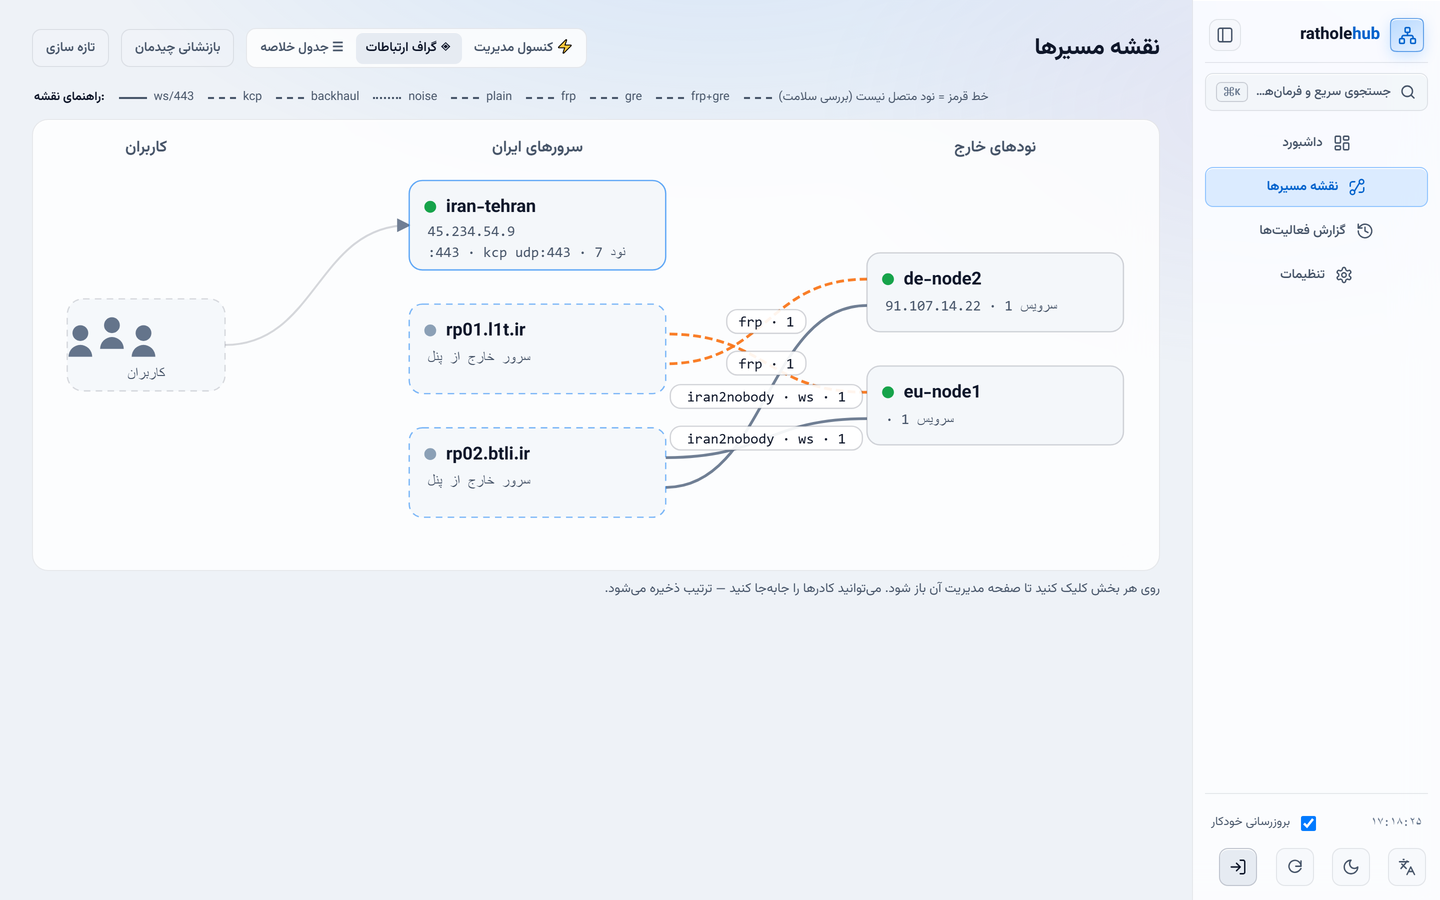 ratholehub
جستجوی سریع و فرمان‌ه... ⌘K
داشبورد
نقشه مسیرها
گزارش فعالیت‌ها
تنظیمات
۱۷:۱۸:۲۵ بروزرسانی خودکار
نقشه مسیرها
⚡ کنسول مدیریت
◈ گراف ارتباطات
☰ جدول خلاصه
بازنشانی چیدمان
تازه سازی
راهنمای نقشه: ws/443 kcp backhaul noise plain frp gre frp+gre خط قرمز = نود متصل نیست (بررسی سلامت)
نودهای خارج
سرورهای ایران
کاربران
iran-tehran
45.234.54.9
:443 · kcp udp:443 · 7 نود
rp01.l1t.ir
سرور خارج از پنل
rp02.btli.ir
سرور خارج از پنل
de-node2
91.107.14.22 · 1 سرویس
eu-node1
· 1 سرویس
frp · 1
frp · 1
iran2nobody · ws · 1
iran2nobody · ws · 1
کاربران
روی هر بخش کلیک کنید تا صفحه مدیریت آن باز شود. می‌توانید کادرها را جابه‌جا کنید — ترتیب ذخیره می‌شود.